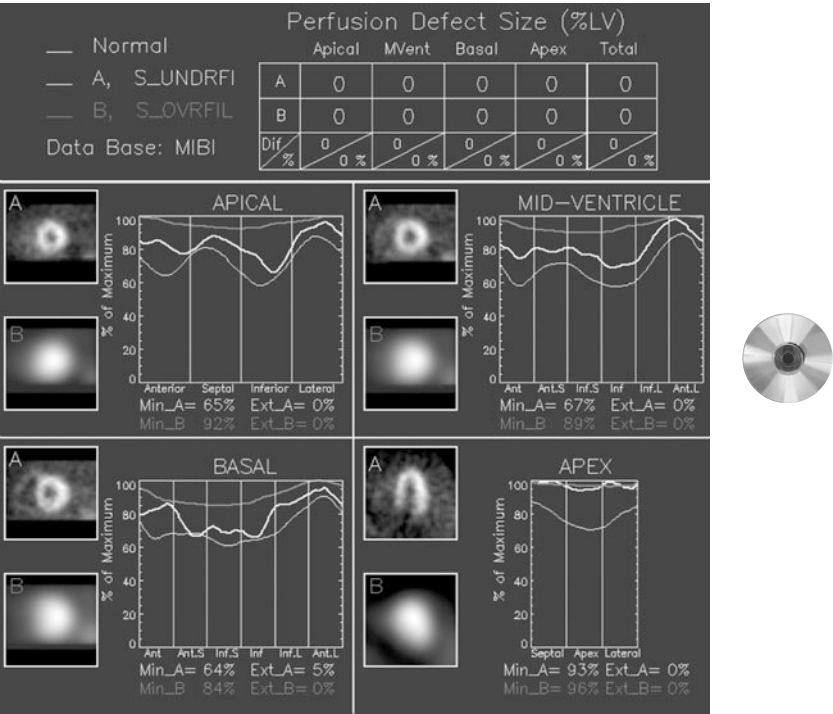 Perfusion Defect Size (%LV)
Normal
A, S_UNDRFI
B, S_OVRFIL
Data Base: MIBI
Apical MVent Basal Apex Total
A 0 0 0 0 0
B 0 0 0 0 0
Dif % 0 0 % 0 0 % 0 0 % 0 0 % 0 0 %
A
B
APICAL
% of Maximum
100
80
60
40
20
0
Anterior Septal Inferior Lateral
Min_A= 65% Ext_A= 0%
Min_B 92% Ext_B= 0%
A
B
MID-VENTRICLE
% of Maximum
100
80
60
40
20
0
Ant Ant.S Inf.S Inf Inf.L Ant.L
Min_A= 67% Ext_A= 0%
Min_B 89% Ext_B= 0%
A
B
BASAL
% of Maximum
100
80
60
40
20
0
Ant Ant.S Inf.S Inf Inf.L Ant.L
Min_A= 64% Ext_A= 5%
Min_B 84% Ext_B= 0%
A
B
APEX
% of Maximum
100
80
60
40
20
0
Septal Apex Lateral
Min_A= 93% Ext_A= 0%
Min_B= 96% Ext_B= 0%